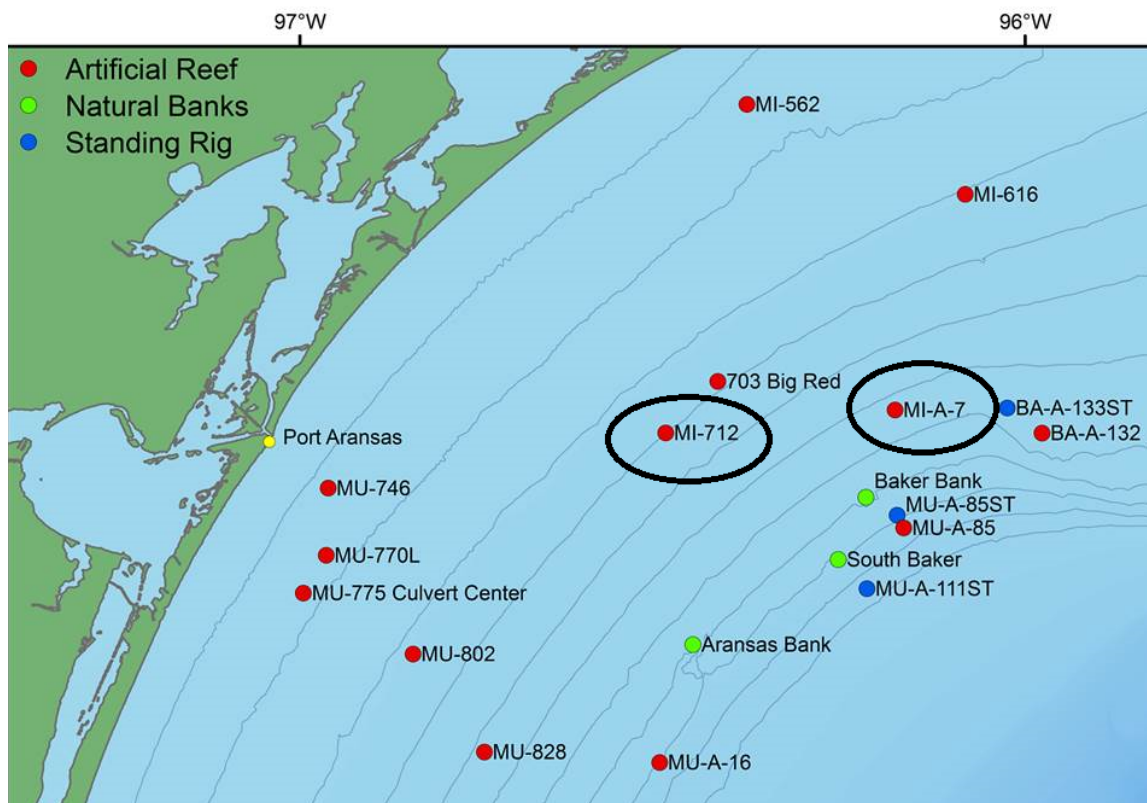 97°W
96°W
Artificial Reef
Natural Banks
Standing Rig
MI-562
MI-616
703 Big Red
MI-A-7
BA-A-133ST
MI-712
BA-A-132
Port Aransas
Baker Bank
MU-746
MU-A-85ST
MU-A-85
MU-770L
South Baker
MU-775 Culvert Center
MU-A-111ST
Aransas Bank
MU-802
MU-828
MU-A-16